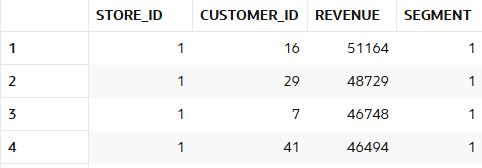 STORE_ID CUSTOMER_ID REVENUE SEGMENT
1 1 16 51164 1
2 1 29 48729 1
3 1 7 46748 1
4 1 41 46494 1